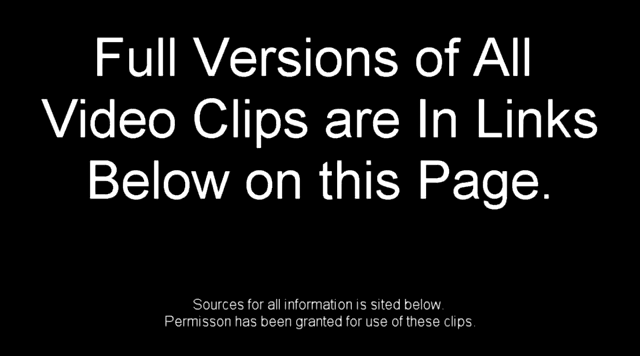 Full Versions of All
Video Clips are In Links
Below on this Page.
Sources for all information is sited below.
Permisson has been granted for use of these clips.